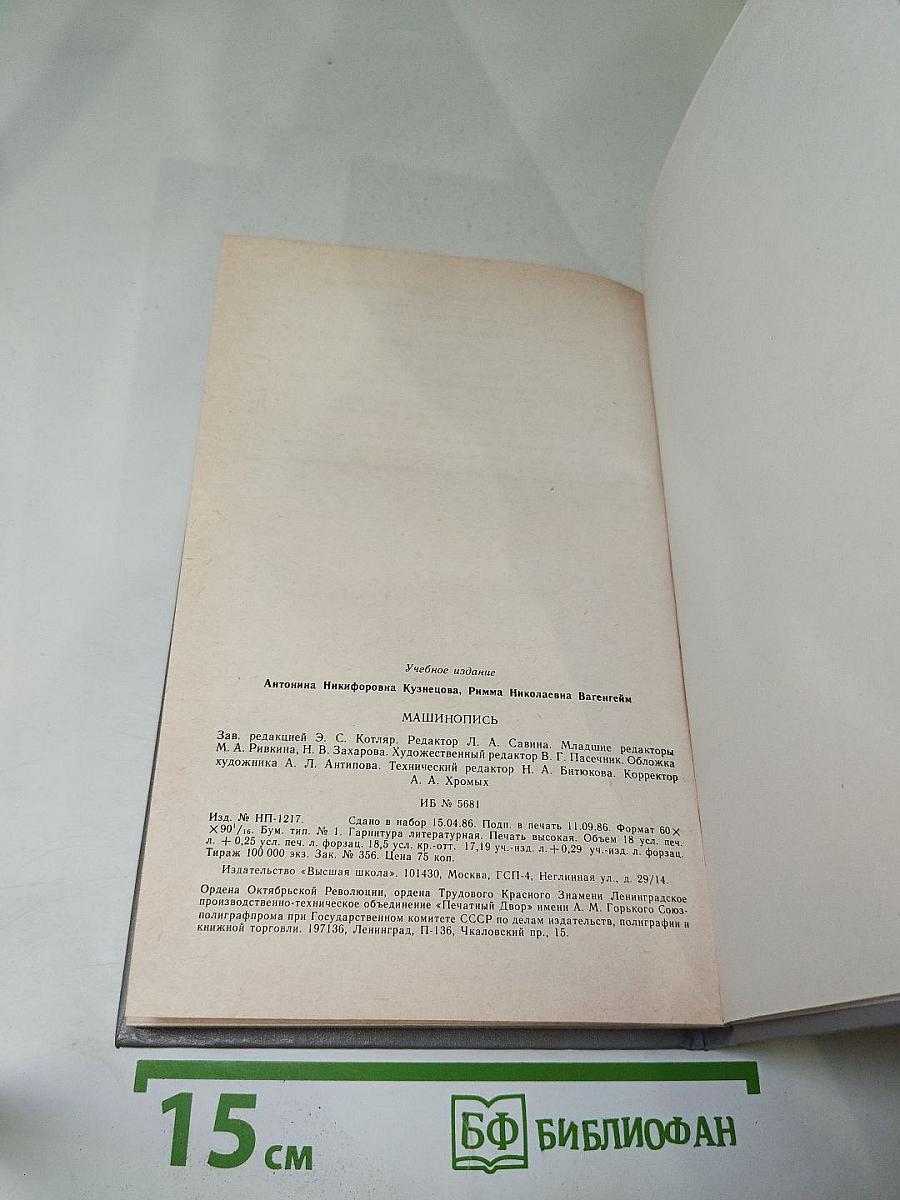 Учебное издание
Антонина Никифоровна Кузнецова, Римма Николаевна Вагенгейм
МАШИНОПИСЬ
Зав. редакцией Э. С. Котляр. Редактор Л. А. Савина. Младшие редакторы
М. А. Ривкина, Н. В. Захарова. Художественный редактор В. Г. Пасечник. Обложка
художника А. Л. Антипова. Технический редактор Н. А. Битюкова. Корректор
А. А. Хромых
ИБ № 5681
Изд. № НП-1217. Сдано в набор 15.04.86. Подп. в печать 11.09.86. Формат 60×
×90¹/₁₆. Бум. тип. № 1. Гарнитура литературная. Печать высокая. Объем 18 усл. печ.
л. +0,25 усл. печ. л. форзац. 18,5 усл. кр.-отт. 17,19 уч.-изд. л.+0,29 уч.-изд. л. форзац.
Тираж 100 000 экз. Зак. № 356. Цена 75 коп.
Издательство «Высшая школа». 101430, Москва, ГСП-4, Неглинная ул., д. 29/14.
Ордена Октябрьской Революции, ордена Трудового Красного Знамени Ленинградское
производственно-техническое объединение «Печатный Двор» имени А. М. Горького Союз-
полиграфпрома при Государственном комитете СССР по делам издательств, полиграфии и
книжной торговли. 197136, Ленинград, П-136, Чкаловский пр., 15.
15 см
БФ БИБЛИОФАН